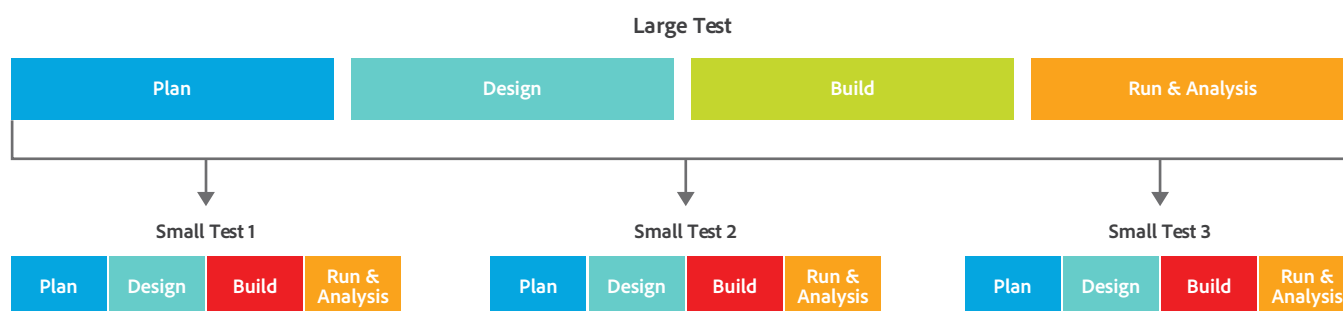 Large Test
Plan
Design
Build
Run & Analysis
Small Test 1
Small Test 2
Small Test 3
Plan
Design
Build
Run &
Analysis
Plan
Design
Build
Run &
Analysis
Plan
Design
Build
Run &
Analysis